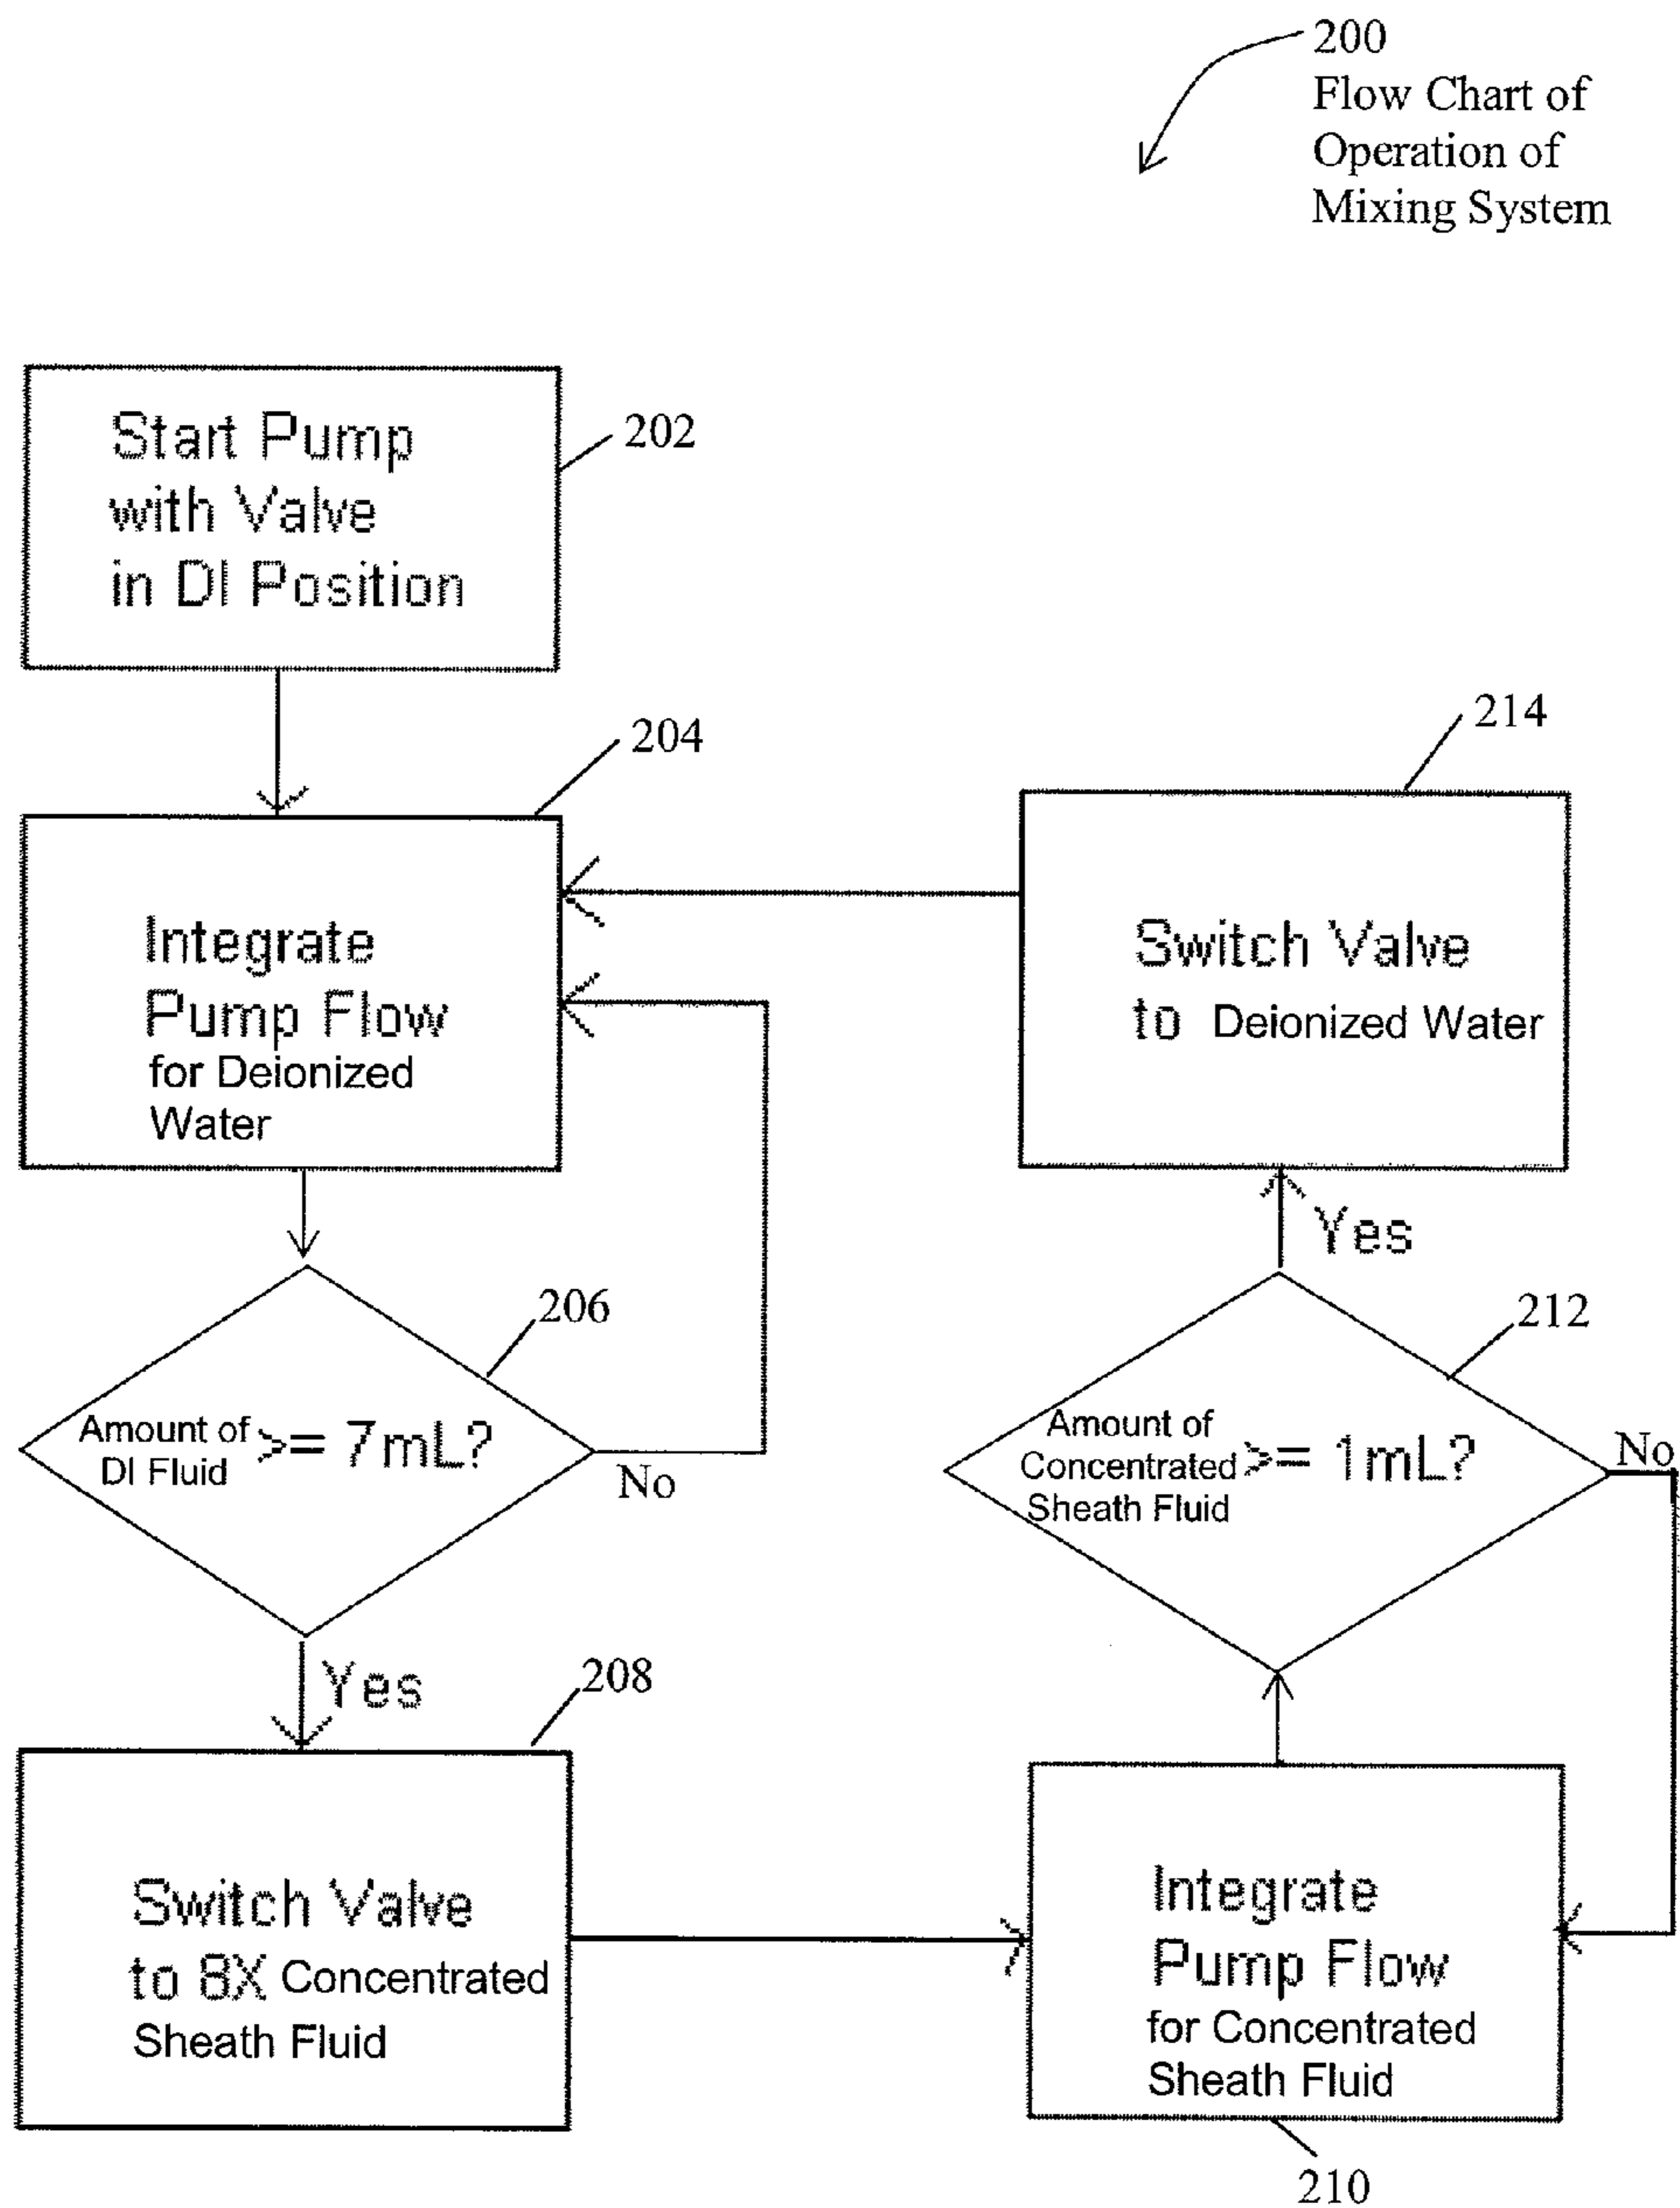 200
Flow Chart of
Operation of
Mixing System
Start Pump
with Valve
in DI Position
202
204
Integrate
Pump Flow
for Deionized
Water
214
Switch Valve
to Deionized Water
Yes
206
Amount of
DI Fluid
>= 7mL?
No
212
Amount of
Concentrated
Sheath Fluid
>= 1mL?
No
Yes
208
Switch Valve
to 8X Concentrated
Sheath Fluid
Integrate
Pump Flow
for Concentrated
Sheath Fluid
210